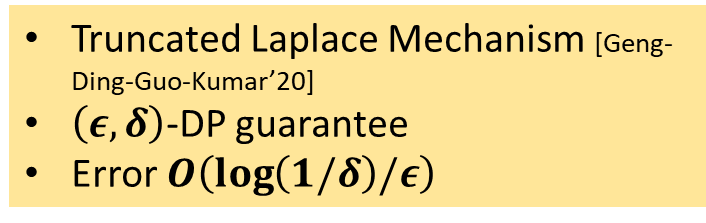 • Truncated Laplace Mechanism [Geng-
Ding-Guo-Kumar’20]
• (ϵ, δ)-DP guarantee
• Error O(log(1/δ)/ϵ)